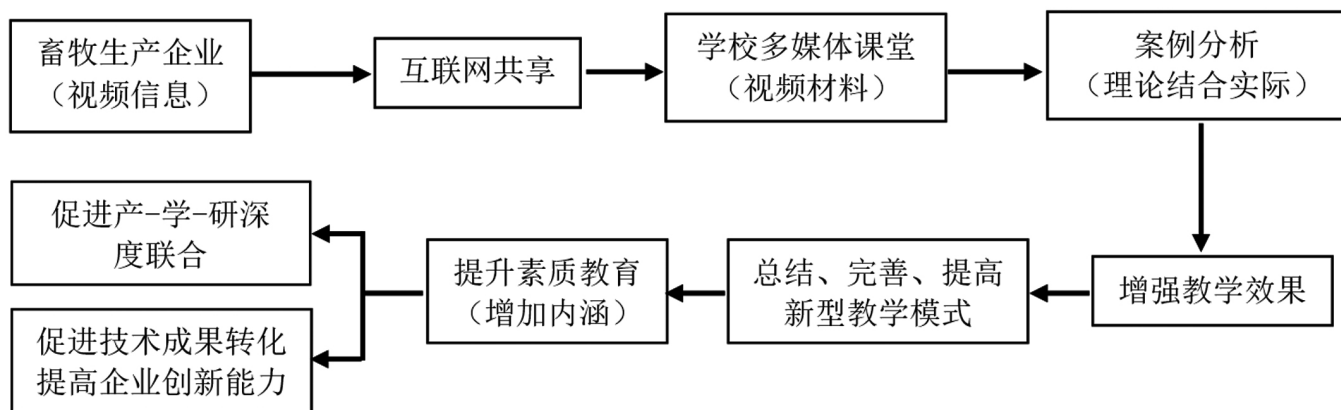 畜牧生产企业
（视频信息）
互联网共享
学校多媒体课堂
（视频材料）
案例分析
（理论结合实际）
促进产-学-研深
度联合
提升素质教育
（增加内涵）
总结、完善、提高
新型教学模式
增强教学效果
促进技术成果转化
提高企业创新能力